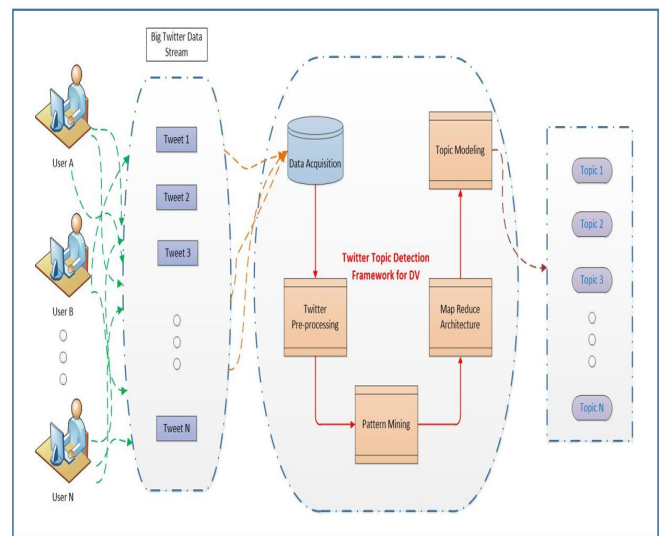 Big Twitter Data
Stream
User A
User B
User N
Tweet 1
Tweet 2
Tweet 3
Tweet N
Data Acquisition
Twitter
Pre-processing
Pattern Mining
Map Reduce
Architecture
Topic Modeling
Twitter Topic Detection
Framework for DV
Topic 1
Topic 2
Topic 3
Topic N